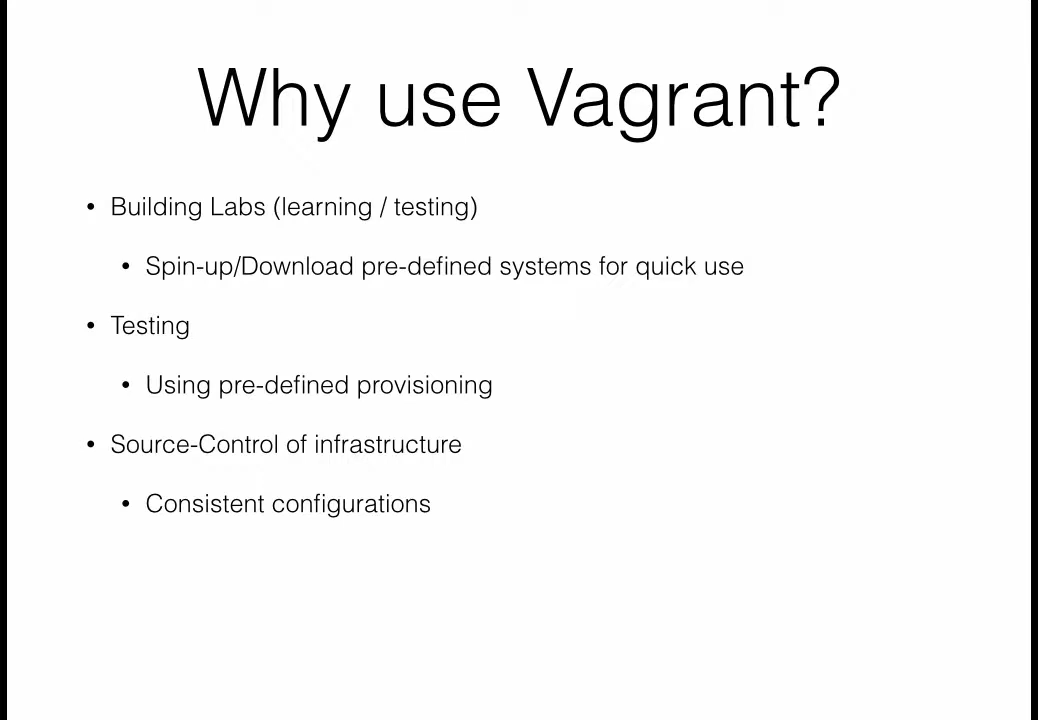 Why use Vagrant?
• Building Labs (learning / testing)
• Spin-up/Download pre-defined systems for quick use
• Testing
• Using pre-defined provisioning
• Source-Control of infrastructure
• Consistent configurations